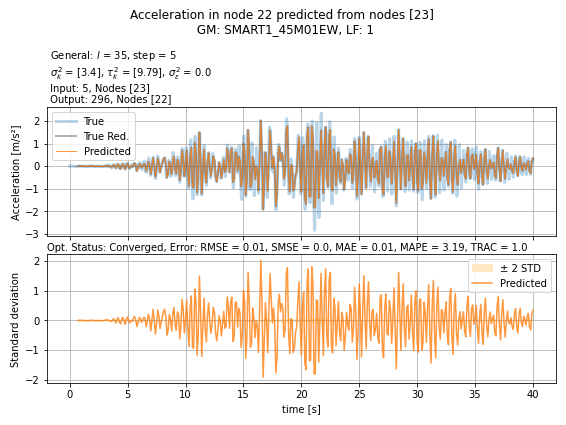 Acceleration in node 22 predicted from nodes [23]
GM: SMART1_45M01EW, LF: 1
General: l = 35, step = 5
σ²ₖ = [3.4], τ²ₖ = [9.79], σ²ε = 0.0
Input: 5, Nodes [23]
Output: 296, Nodes [22]
Acceleration [m/s²]
2
1
0
−1
−2
−3
True
True Red.
Predicted
Opt. Status: Converged, Error: RMSE = 0.01, SMSE = 0.0, MAE = 0.01, MAPE = 3.19, TRAC = 1.0
Standard deviation
2
1
0
−1
−2
± 2 STD
Predicted
0 5 10 15 20 25 30 35 40
time [s]